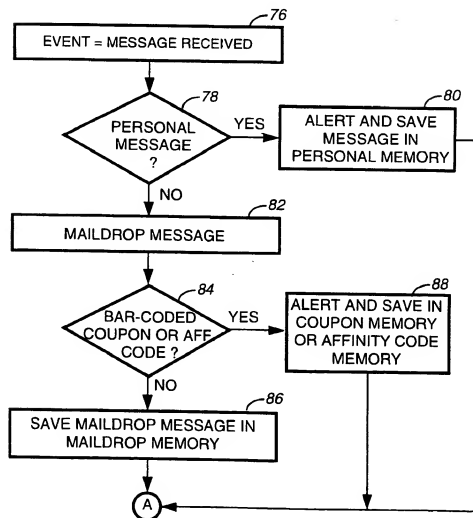 76
EVENT = MESSAGE RECEIVED
78
PERSONAL
MESSAGE
?
YES
NO
80
ALERT AND SAVE
MESSAGE IN
PERSONAL MEMORY
82
MAILDROP MESSAGE
84
BAR-CODED
COUPON OR AFF
CODE ?
YES
NO
88
ALERT AND SAVE IN
COUPON MEMORY
OR AFFINITY CODE
MEMORY
86
SAVE MAILDROP MESSAGE IN
MAILDROP MEMORY
A